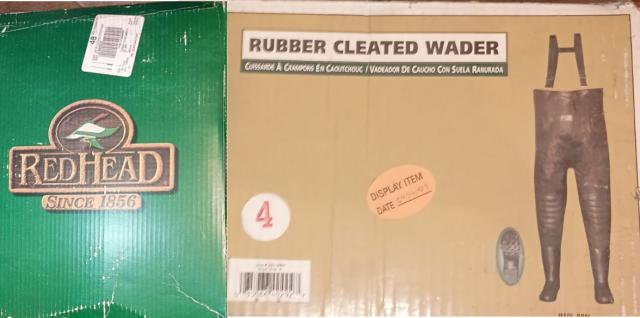 48
REDHEAD
SINCE 1856
RUBBER CLEATED WADER
CUISSARDE À CRAMPONS EN CAOUTCHOUC / VADEADOR DE CAUCHO CON SUELA RANURADA
4
DISPLAY ITEM
DATE